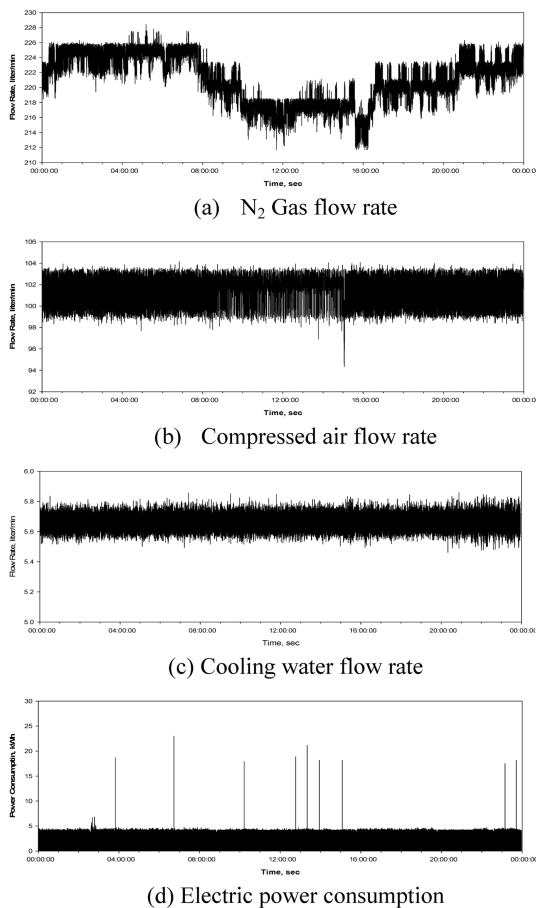 228
226
224
222
220
218
216
214
212
210
Flow Rate, liter/min
00:00:00 04:00:00 08:00:00 12:00:00 16:00:00 20:00:00 00:00:00
Time, sec
(a) N₂ Gas flow rate
106
104
102
100
98
96
94
92
Flow Rate, liter/min
00:00:00 04:00:00 08:00:00 12:00:00 16:00:00 20:00:00 00:00:00
Time, sec
(b) Compressed air flow rate
6.0
5.8
5.6
5.4
5.2
5.0
Flow Rate, liter/min
00:00:00 04:00:00 08:00:00 12:00:00 16:00:00 20:00:00 00:00:00
Time, sec
(c) Cooling water flow rate
30
25
20
15
10
5
0
Power Consumptin, kWh
00:00:00 04:00:00 08:00:00 12:00:00 16:00:00 20:00:00 00:00:00
Time, sec
(d) Electric power consumption